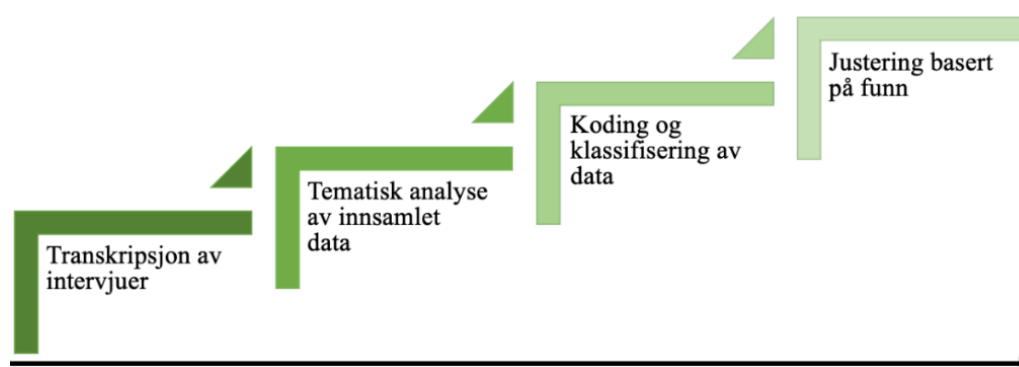 Transkripsjon av
intervjuer
Tematisk analyse
av innsamlet
data
Koding og
klassifisering av
data
Justering basert
på funn